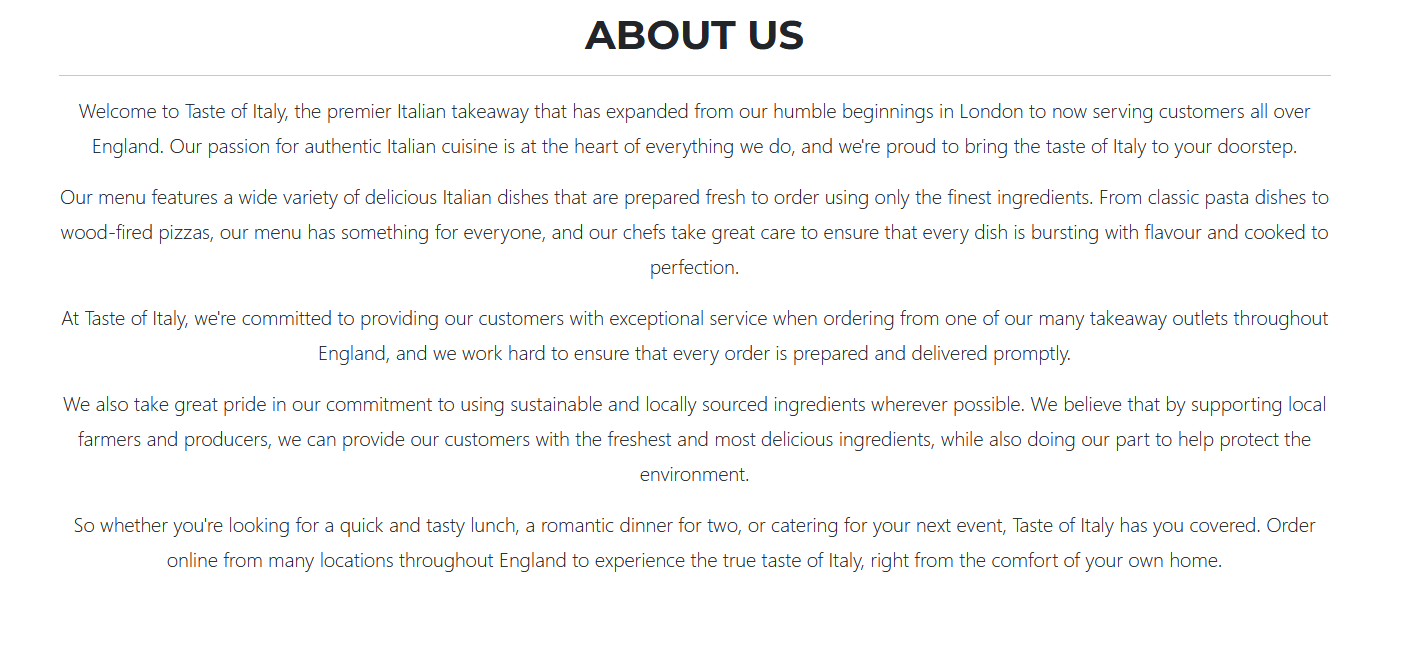 ABOUT US
Welcome to Taste of Italy, the premier Italian takeaway that has expanded from our humble beginnings in London to now serving customers all over
England. Our passion for authentic Italian cuisine is at the heart of everything we do, and we're proud to bring the taste of Italy to your doorstep.
Our menu features a wide variety of delicious Italian dishes that are prepared fresh to order using only the finest ingredients. From classic pasta dishes to
wood-fired pizzas, our menu has something for everyone, and our chefs take great care to ensure that every dish is bursting with flavour and cooked to
perfection.
At Taste of Italy, we're committed to providing our customers with exceptional service when ordering from one of our many takeaway outlets throughout
England, and we work hard to ensure that every order is prepared and delivered promptly.
We also take great pride in our commitment to using sustainable and locally sourced ingredients wherever possible. We believe that by supporting local
farmers and producers, we can provide our customers with the freshest and most delicious ingredients, while also doing our part to help protect the
environment.
So whether you're looking for a quick and tasty lunch, a romantic dinner for two, or catering for your next event, Taste of Italy has you covered. Order
online from many locations throughout England to experience the true taste of Italy, right from the comfort of your own home.